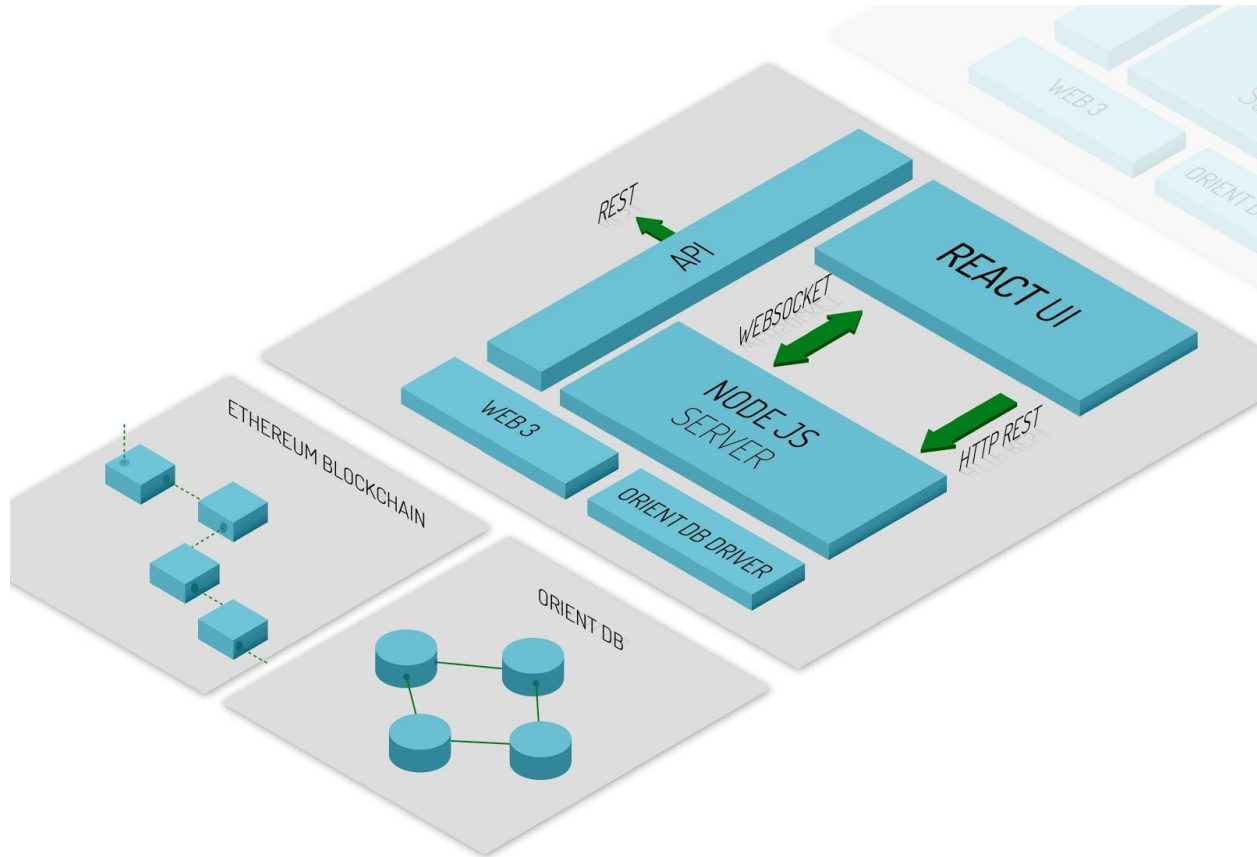 WEB 3
ORIENT
REST
API
REACT UI
WEBSOCKET
NODE JS
SERVER
HTTP REST
WEB 3
ORIENT DB DRIVER
ETHEREUM BLOCKCHAIN
ORIENT DB